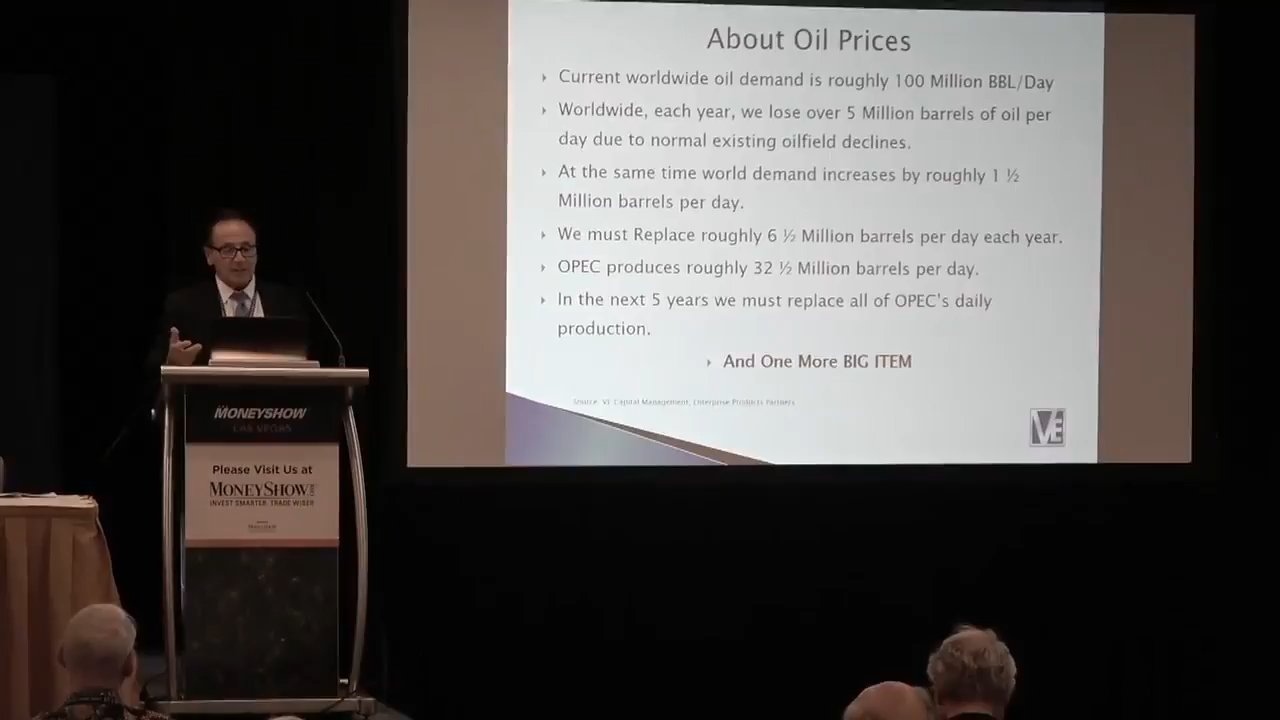 About Oil Prices
Current worldwide oil demand is roughly 100 Million BBL/Day
Worldwide, each year, we lose over 5 Million barrels of oil per
day due to normal existing oilfield declines.
At the same time world demand increases by roughly 1 ½
Million barrels per day.
We must Replace roughly 6 ½ Million barrels per day each year.
OPEC produces roughly 32 ½ Million barrels per day.
In the next 5 years we must replace all of OPEC's daily
production.
And One More BIG ITEM
Source: VE Capital Management, Enterprise Products Partners
VE
MONEYSHOW
LAS VEGAS
Please Visit Us at
MONEYSHOW
INVEST SMARTER, TRADE WISER